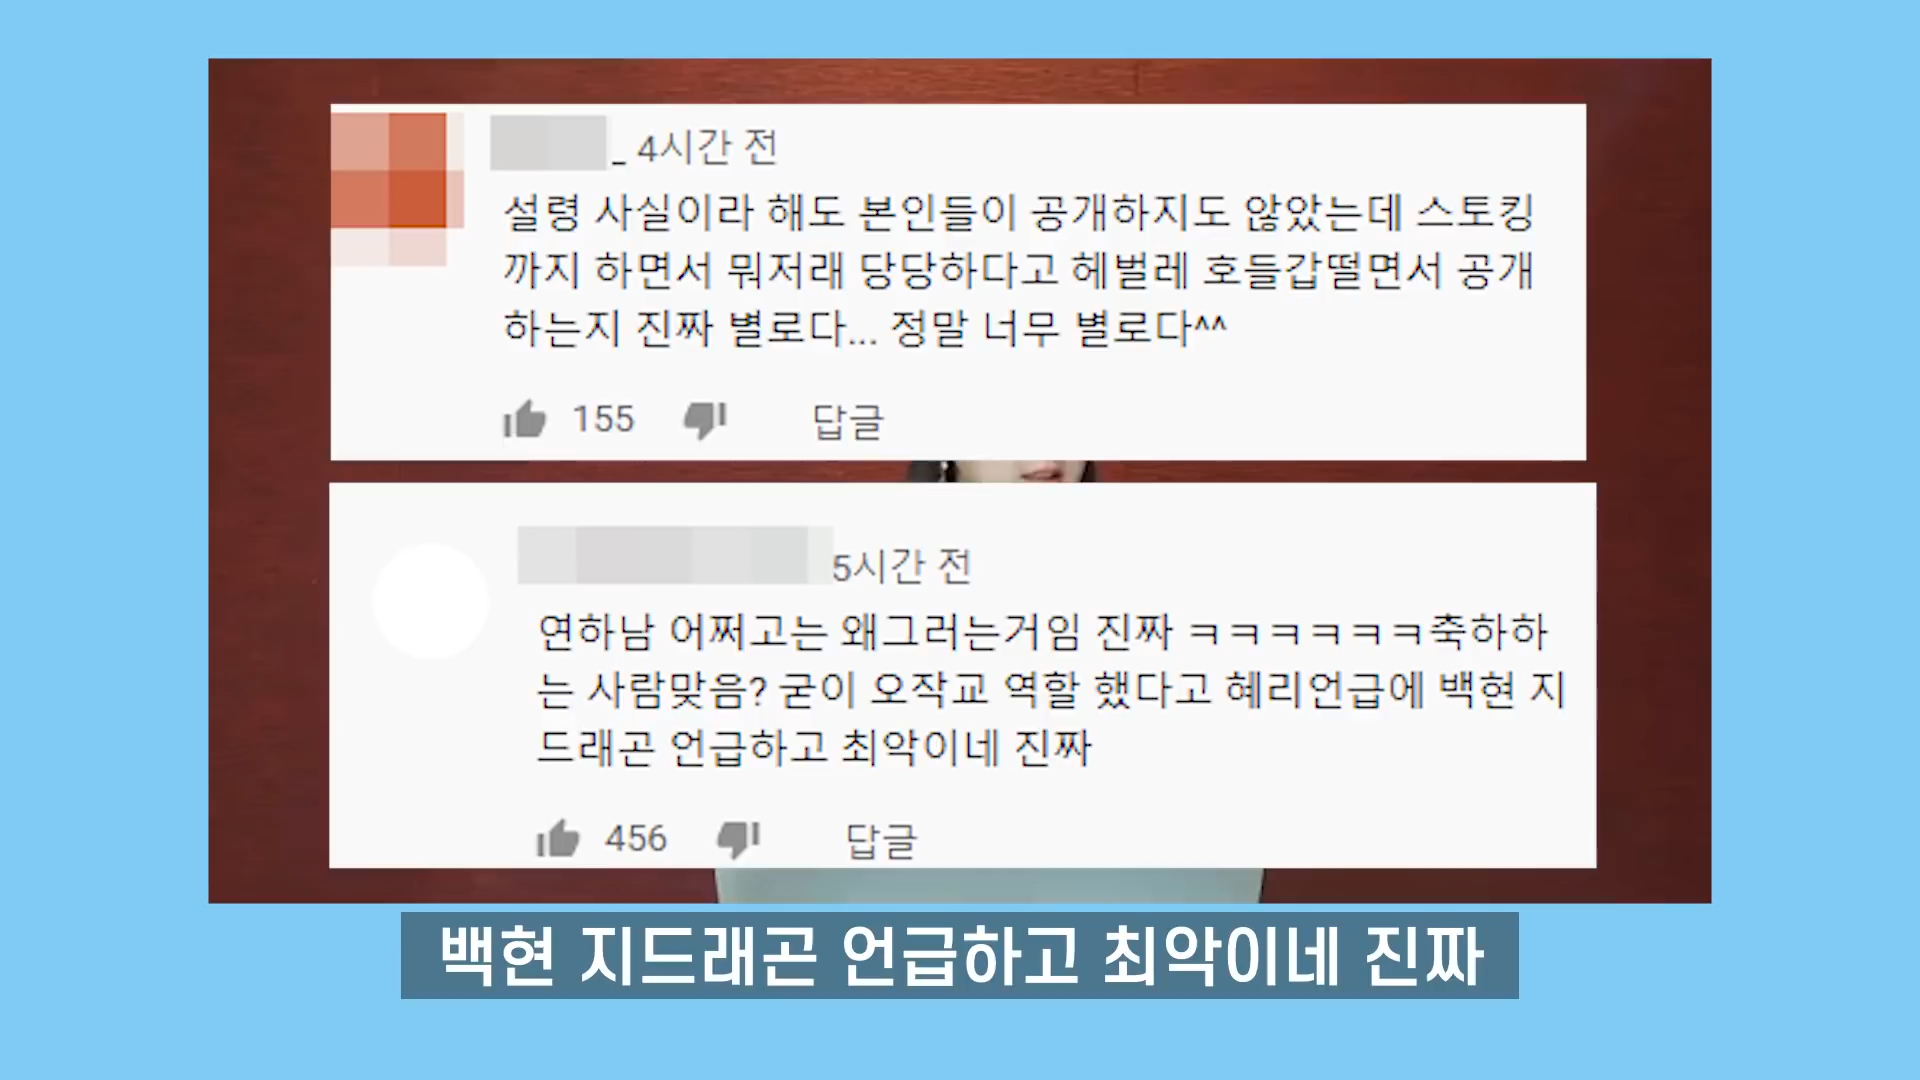 _ 4시간 전
설령 사실이라 해도 본인들이 공개하지도 않았는데 스토킹
까지 하면서 뭐저래 당당하다고 헤벌레 호들갑떨면서 공개
하는지 진짜 별로다... 정말 너무 별로다^^
155 답글
5시간 전
연하남 어쩌고는 왜그러는거임 진짜 ㅋㅋㅋㅋㅋㅋ축하하
는 사람맞음? 굳이 오작교 역할 했다고 혜리언급에 백현 지
드래곤 언급하고 최악이네 진짜
456 답글
백현 지드래곤 언급하고 최악이네 진짜